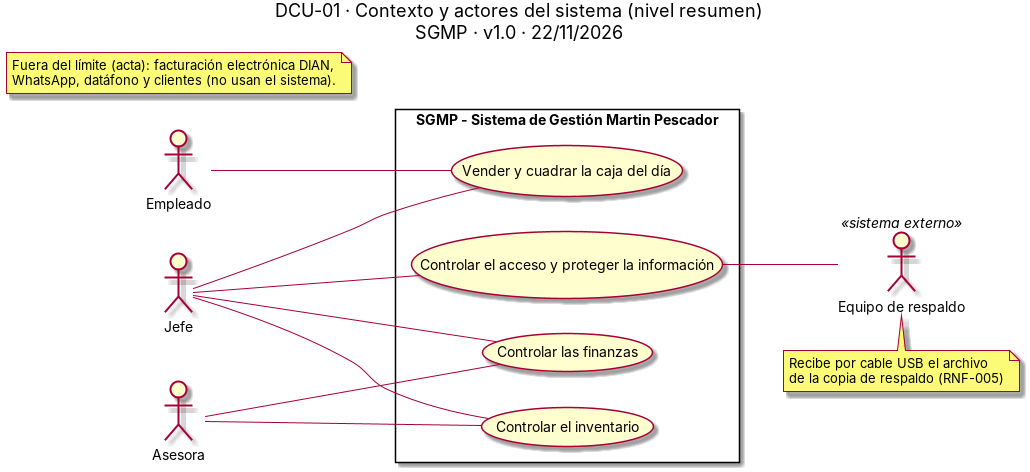 DCU-01 · Contexto y actores del sistema (nivel resumen)
SGMP · v1.0 · 22/11/2026
Fuera del límite (acta): facturación electrónica DIAN,
WhatsApp, datáfono y clientes (no usan el sistema).
SGMP - Sistema de Gestión Martin Pescador
Vender y cuadrar la caja del día
Empleado
«sistema externo»
Controlar el acceso y proteger la información
Equipo de respaldo
Jefe
Controlar las finanzas
Recibe por cable USB el archivo
de la copia de respaldo (RNF-005)
Controlar el inventario
Asesora